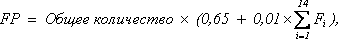 FP = Общее количество × (0,65 + 0,01×∑_{i=1}^{14} F_i ),